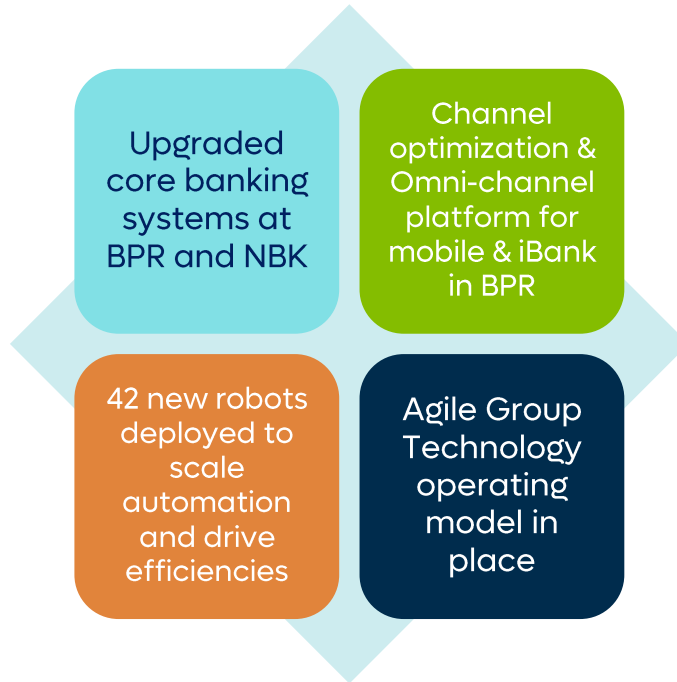 Upgraded
core banking
systems at
BPR and NBK
Channel
optimization &
Omni-channel
platform for
mobile & iBank
in BPR
42 new robots
deployed to
scale
automation
and drive
efficiencies
Agile Group
Technology
operating
model in
place